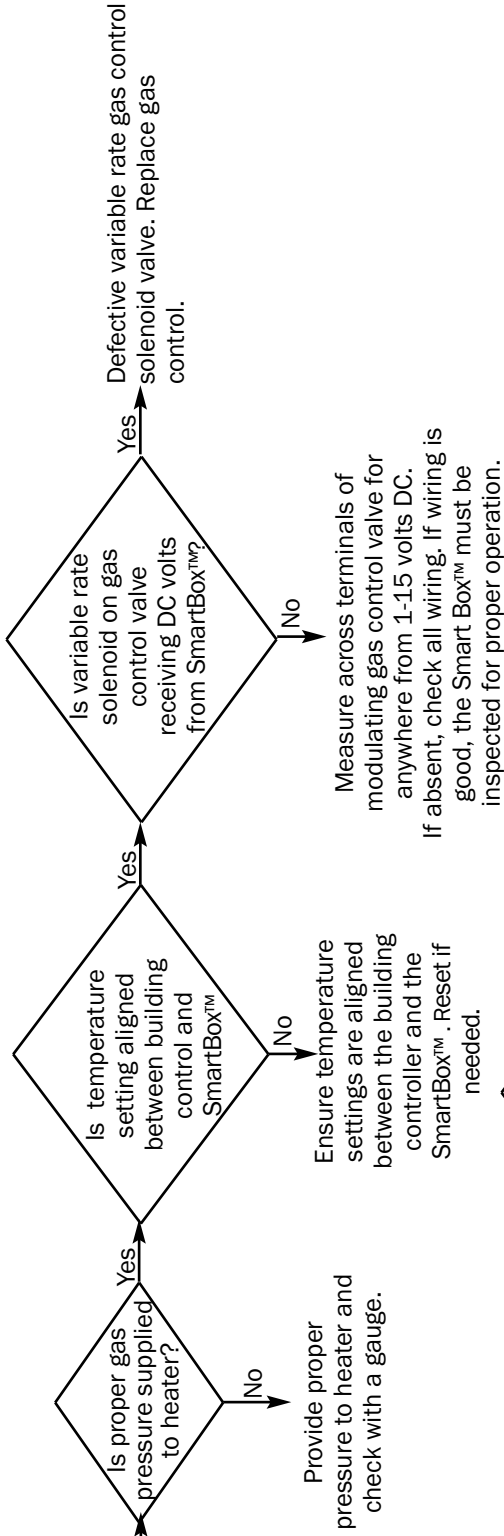 Is proper gas
pressure supplied
to heater?
Yes
No
Provide proper
pressure to heater and
check with a gauge.
Is temperature
setting aligned
between building
control and
SmartBox™
Yes
No
Ensure temperature
settings are aligned
between the building
controller and the
SmartBox™ . Reset if
needed.
Is variable rate
solenoid on gas
control valve
receiving DC volts
from SmartBox™?
Yes
No
Measure across terminals of
modulating gas control valve for
anywhere from 1-15 volts DC.
If absent, check all wiring. If wiring is
good, the Smart Box™ must be
inspected for proper operation.
Defective variable rate gas control
solenoid valve. Replace gas
control.